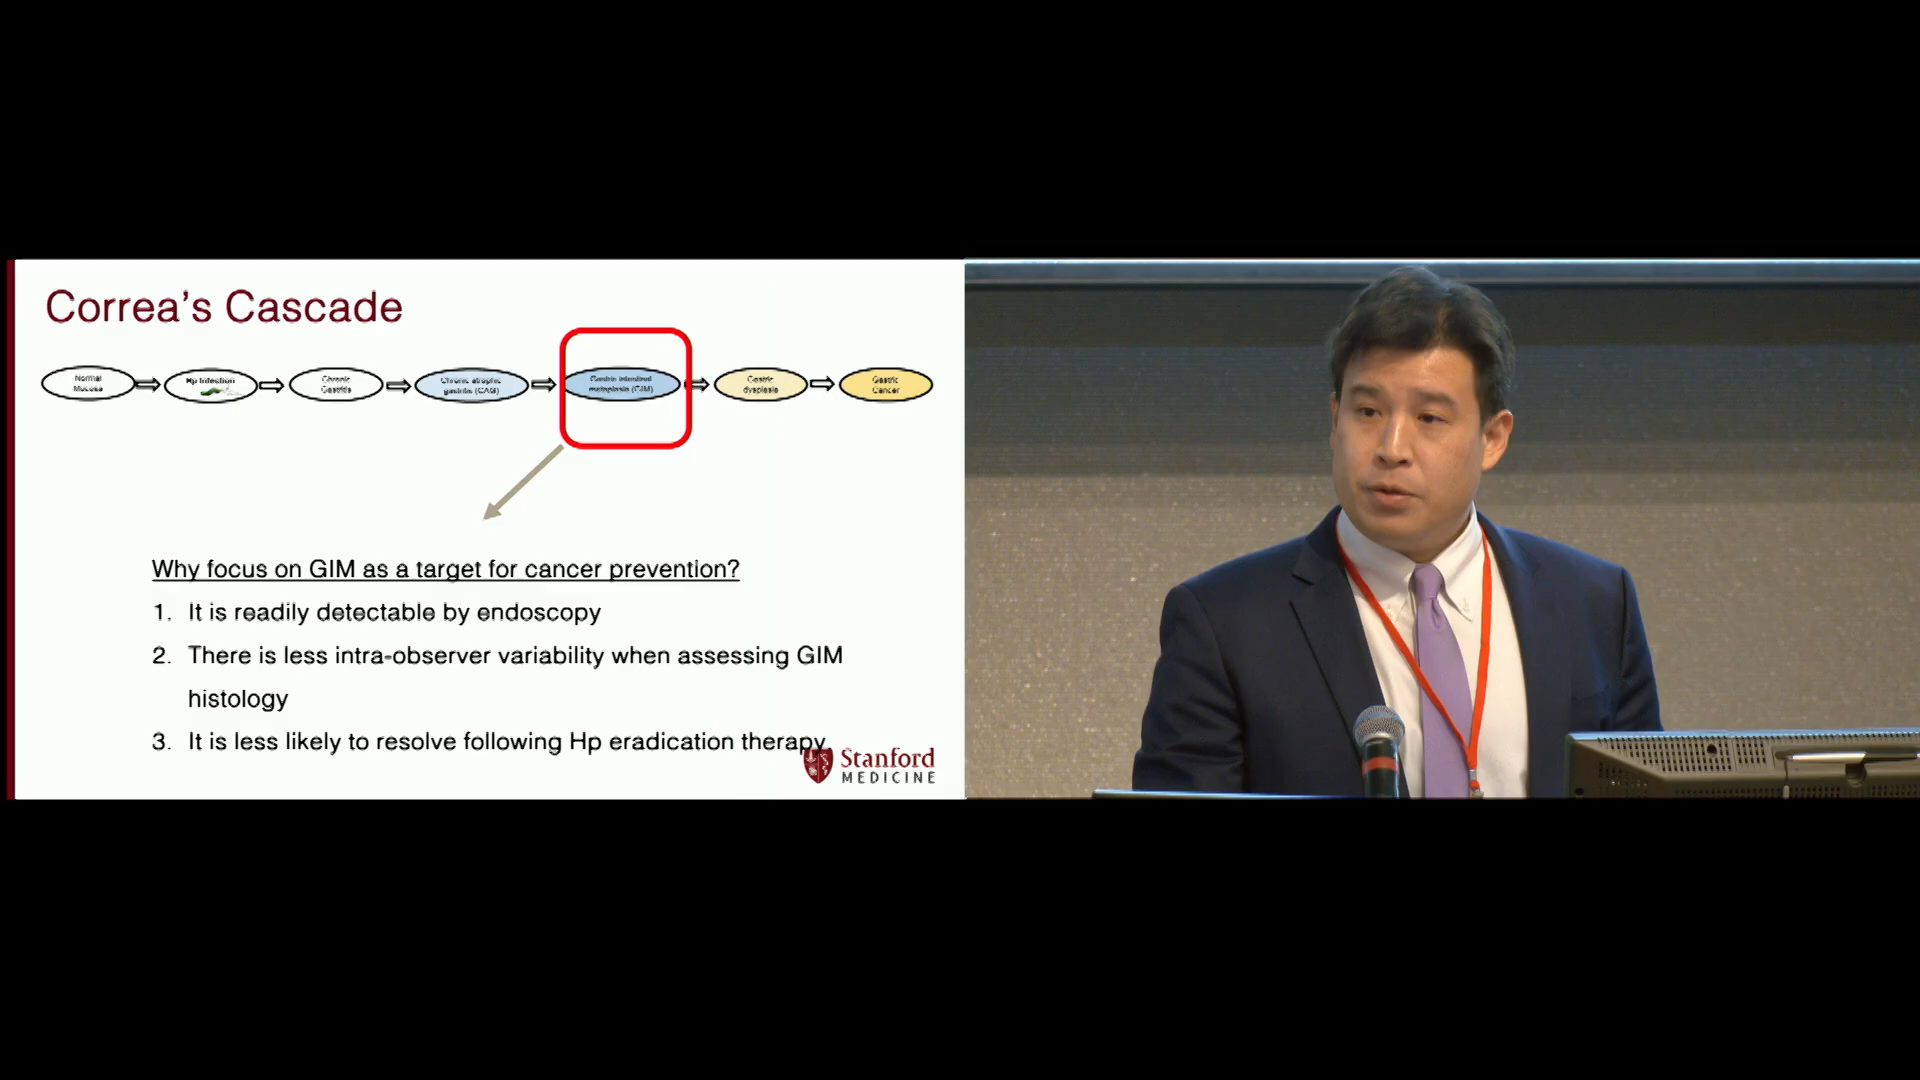 Correa's Cascade
Normal
Mucosa
Hp Infection
Chronic
Gastritis
Chronic atrophic
gastritis (CAG)
Gastric intestinal
metaplasia (GIM)
Gastric
dysplasia
Gastric
Cancer
Why focus on GIM as a target for cancer prevention?
1. It is readily detectable by endoscopy
2. There is less intra-observer variability when assessing GIM
histology
3. It is less likely to resolve following Hp eradication therapy.
Stanford
MEDICINE